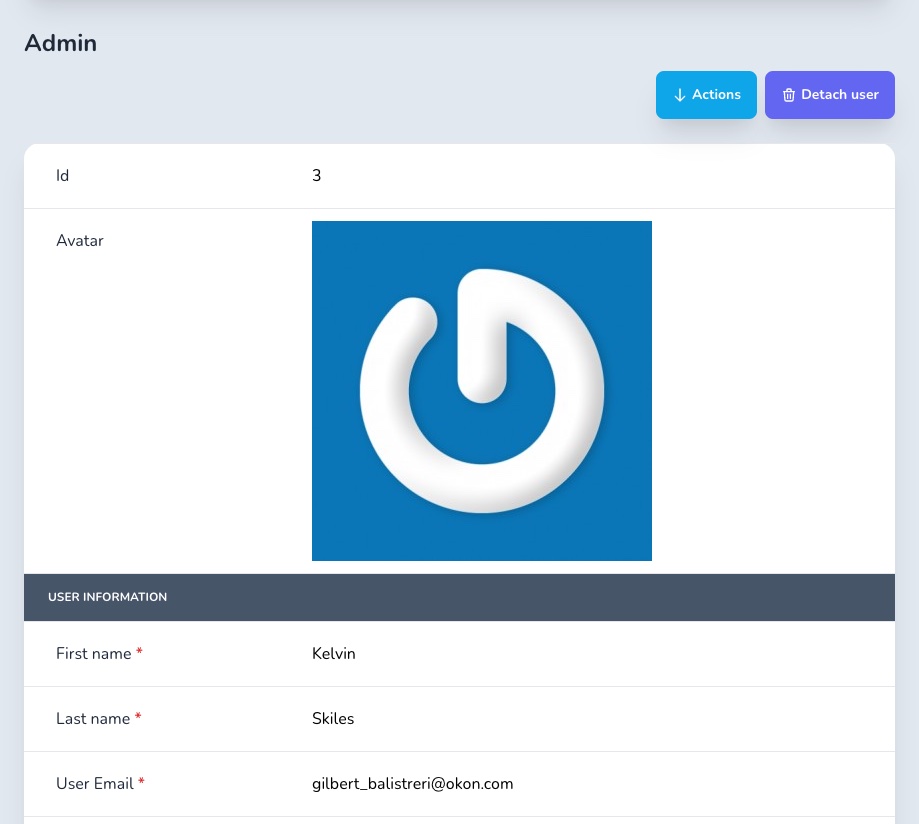 Admin
Actions
Detach user
Id 3
Avatar
USER INFORMATION
First name * Kelvin
Last name * Skiles
User Email * gilbert_balistreri@okon.com